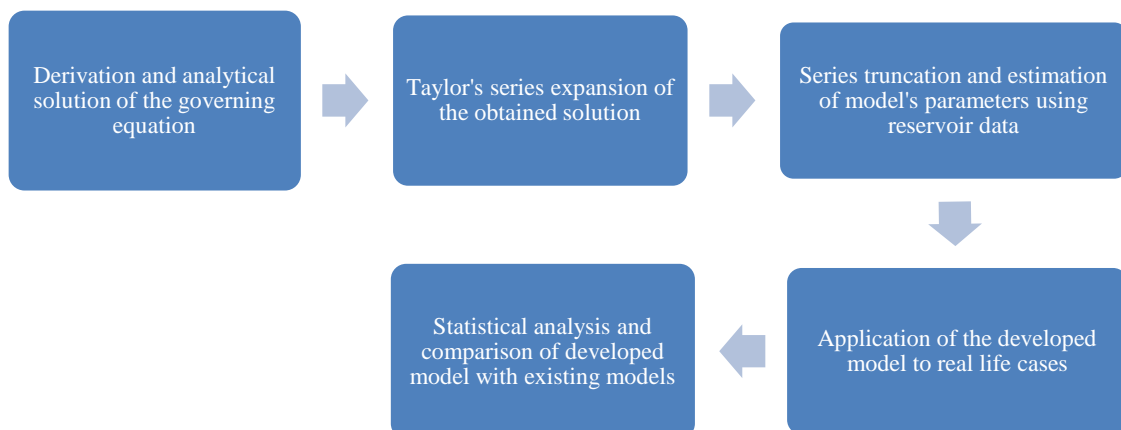 Derivation and analytical
solution of the governing
equation
Taylor's series expansion of
the obtained solution
Series truncation and estimation
of model's parameters using
reservoir data
Application of the developed
model to real life cases
Statistical analysis and
comparison of developed
model with existing models